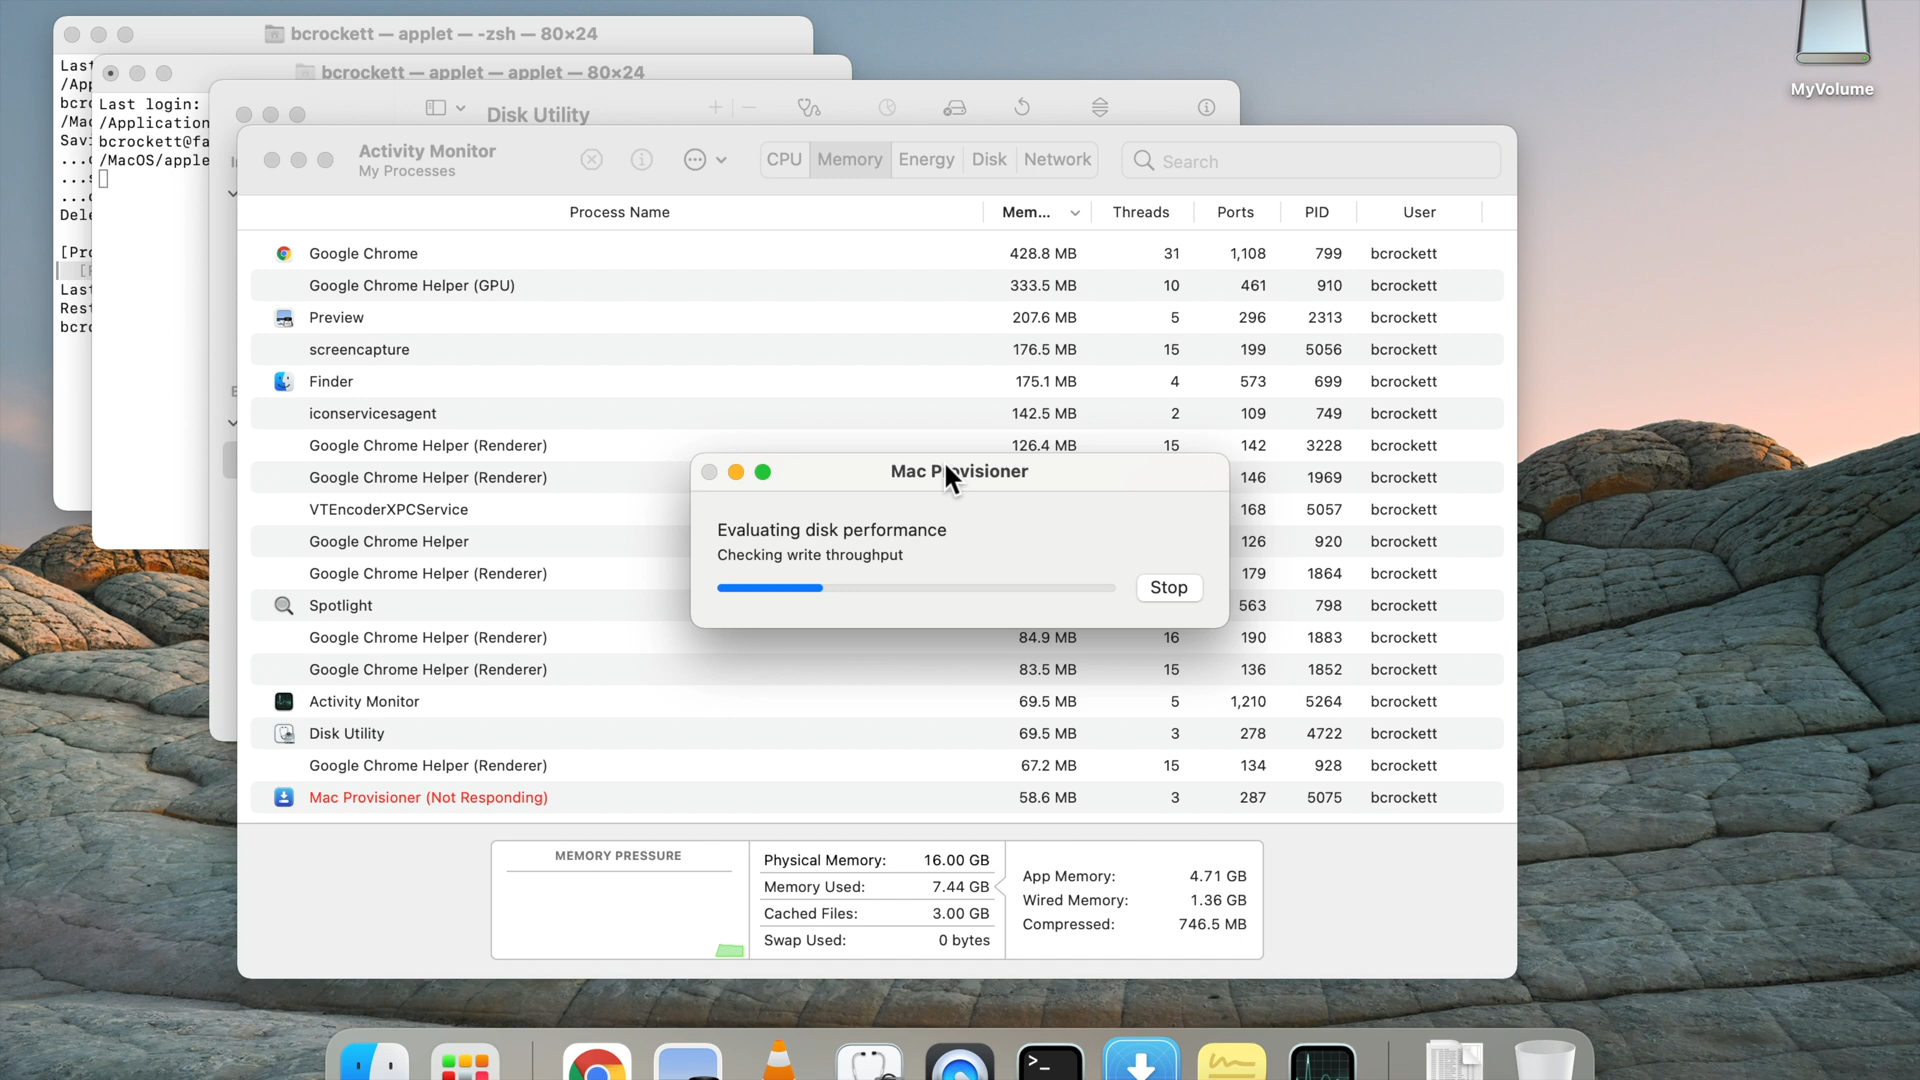 bcrockett — applet — -zsh — 80×24
bcrockett — applet — applet — 80×24
MyVolume
Last login:
/Application
bcrockett@fa
/MacOS/apple
Disk Utility
Activity Monitor
My Processes
CPU Memory Energy Disk Network
Search
Process Name Mem... Threads Ports PID User
Google Chrome 428.8 MB 31 1,108 799 bcrockett
Google Chrome Helper (GPU) 333.5 MB 10 461 910 bcrockett
Preview 207.6 MB 5 296 2313 bcrockett
screencapture 176.5 MB 15 199 5056 bcrockett
Finder 175.1 MB 4 573 699 bcrockett
iconservicesagent 142.5 MB 2 109 749 bcrockett
Google Chrome Helper (Renderer) 126.4 MB 15 142 3228 bcrockett
Google Chrome Helper (Renderer) 146 1969 bcrockett
VTEncoderXPCService 168 5057 bcrockett
Google Chrome Helper 126 920 bcrockett
Google Chrome Helper (Renderer) 179 1864 bcrockett
Spotlight 563 798 bcrockett
Google Chrome Helper (Renderer) 84.9 MB 16 190 1883 bcrockett
Google Chrome Helper (Renderer) 83.5 MB 15 136 1852 bcrockett
Activity Monitor 69.5 MB 5 1,210 5264 bcrockett
Disk Utility 69.5 MB 3 278 4722 bcrockett
Google Chrome Helper (Renderer) 67.2 MB 15 134 928 bcrockett
Mac Provisioner (Not Responding) 58.6 MB 3 287 5075 bcrockett
Mac Provisioner
Evaluating disk performance
Checking write throughput
Stop
MEMORY PRESSURE
Physical Memory: 16.00 GB
Memory Used: 7.44 GB
Cached Files: 3.00 GB
Swap Used: 0 bytes
App Memory: 4.71 GB
Wired Memory: 1.36 GB
Compressed: 746.5 MB